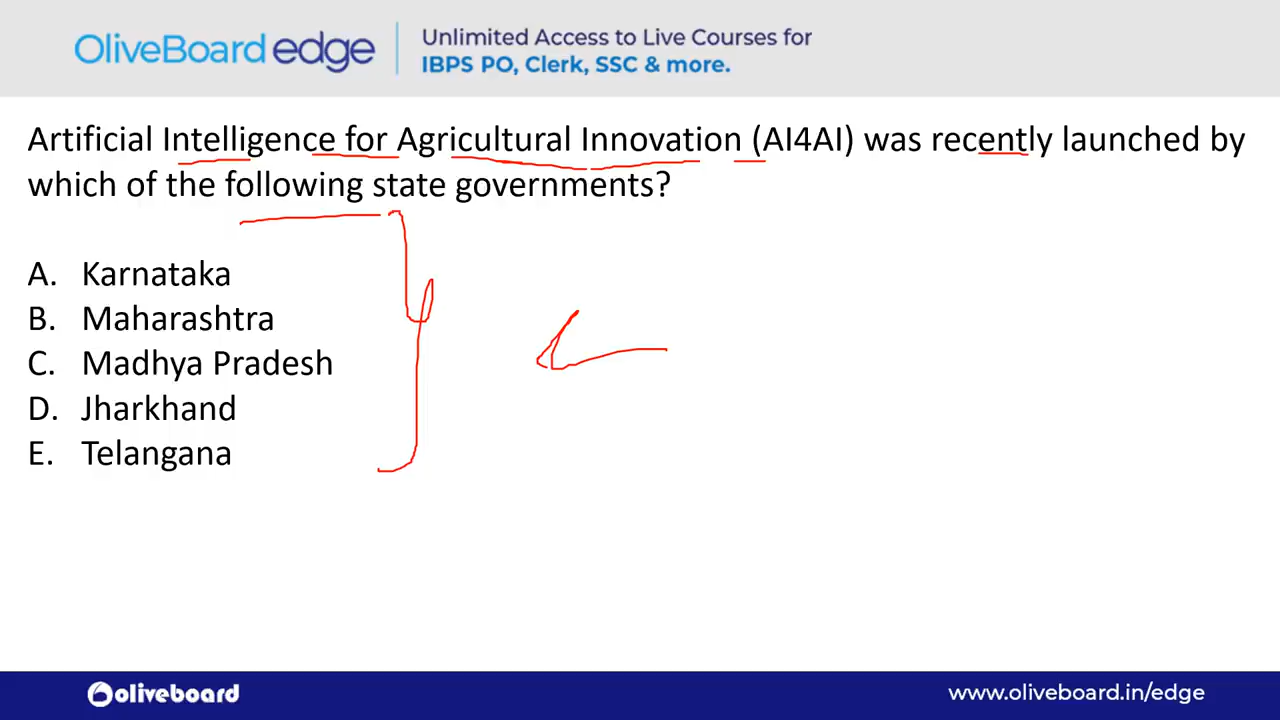 OliveBoard edge
Unlimited Access to Live Courses for
IBPS PO, Clerk, SSC & more.
Artificial Intelligence for Agricultural Innovation (AI4AI) was recently launched by
which of the following state governments?
A. Karnataka
B. Maharashtra
C. Madhya Pradesh
D. Jharkhand
E. Telangana
oliveboard
www.oliveboard.in/edge